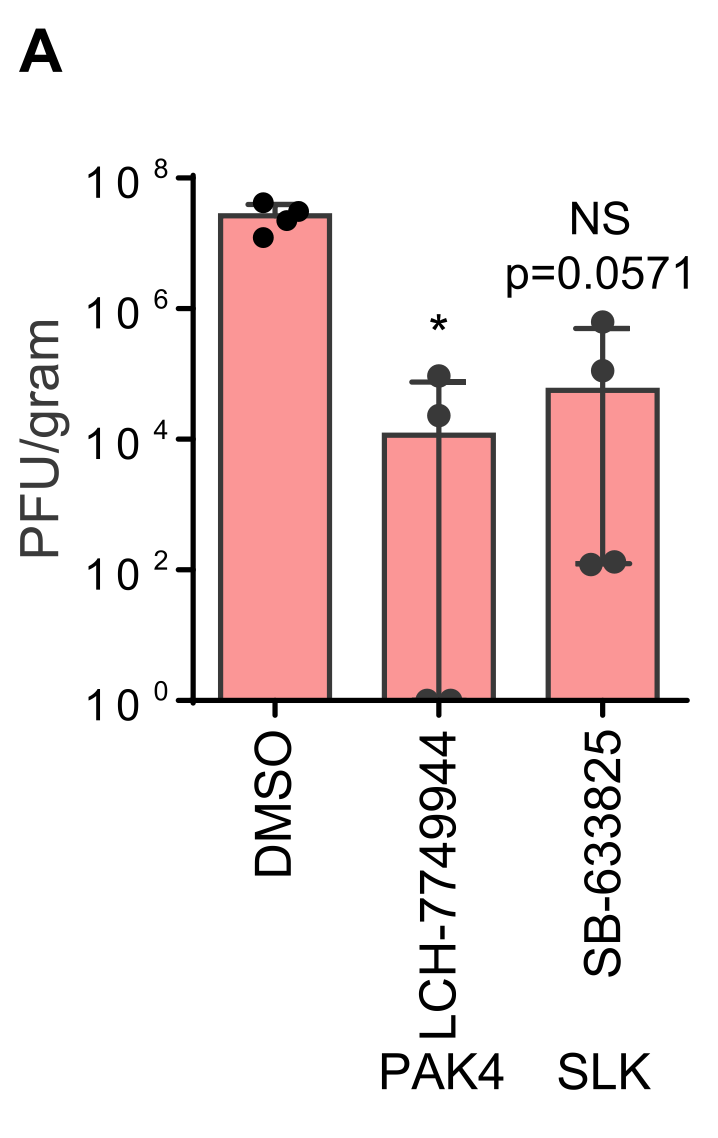 A
10^8
10^6
10^4
10^2
10^0
PFU/gram
*
NS
p=0.0571
DMSO
LCH-7749944
SB-633825
PAK4
SLK